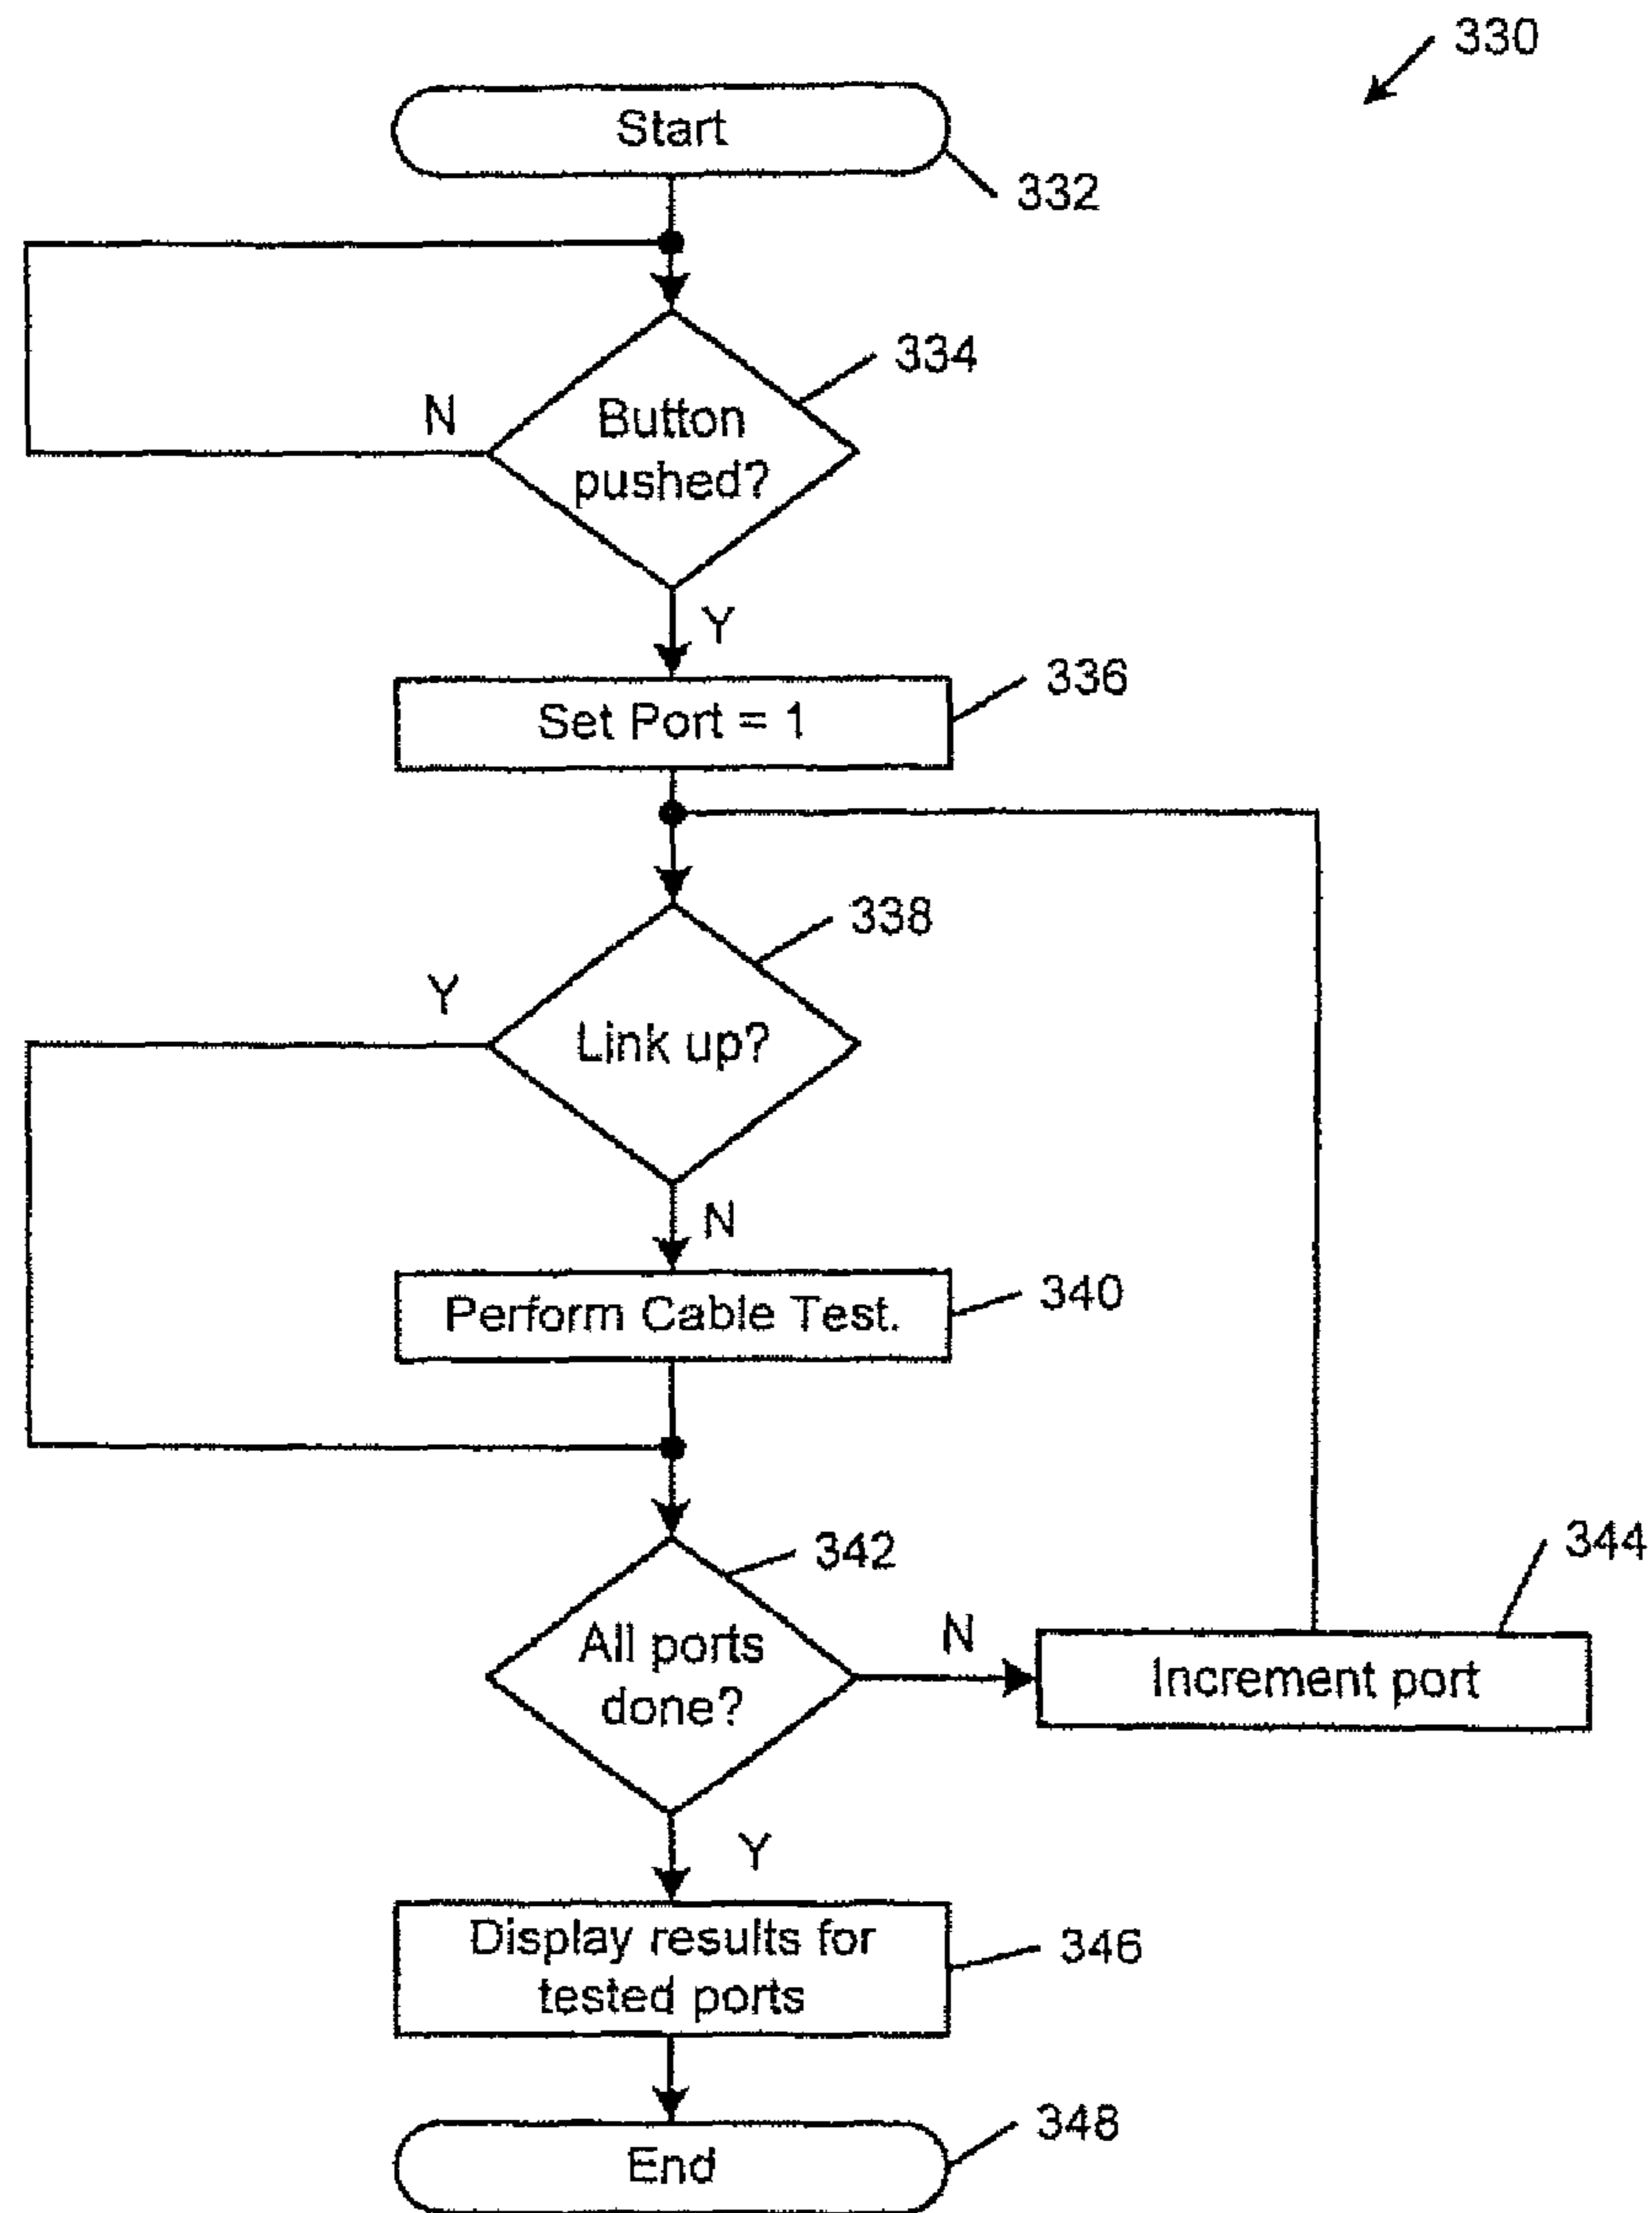 330
Start
332
334
N
Button
pushed?
Y
336
Set Port = 1
338
Y
Link up?
N
340
Perform Cable Test.
342
344
All ports
done?
N
Increment port
Y
Display results for
tested ports
346
348
End